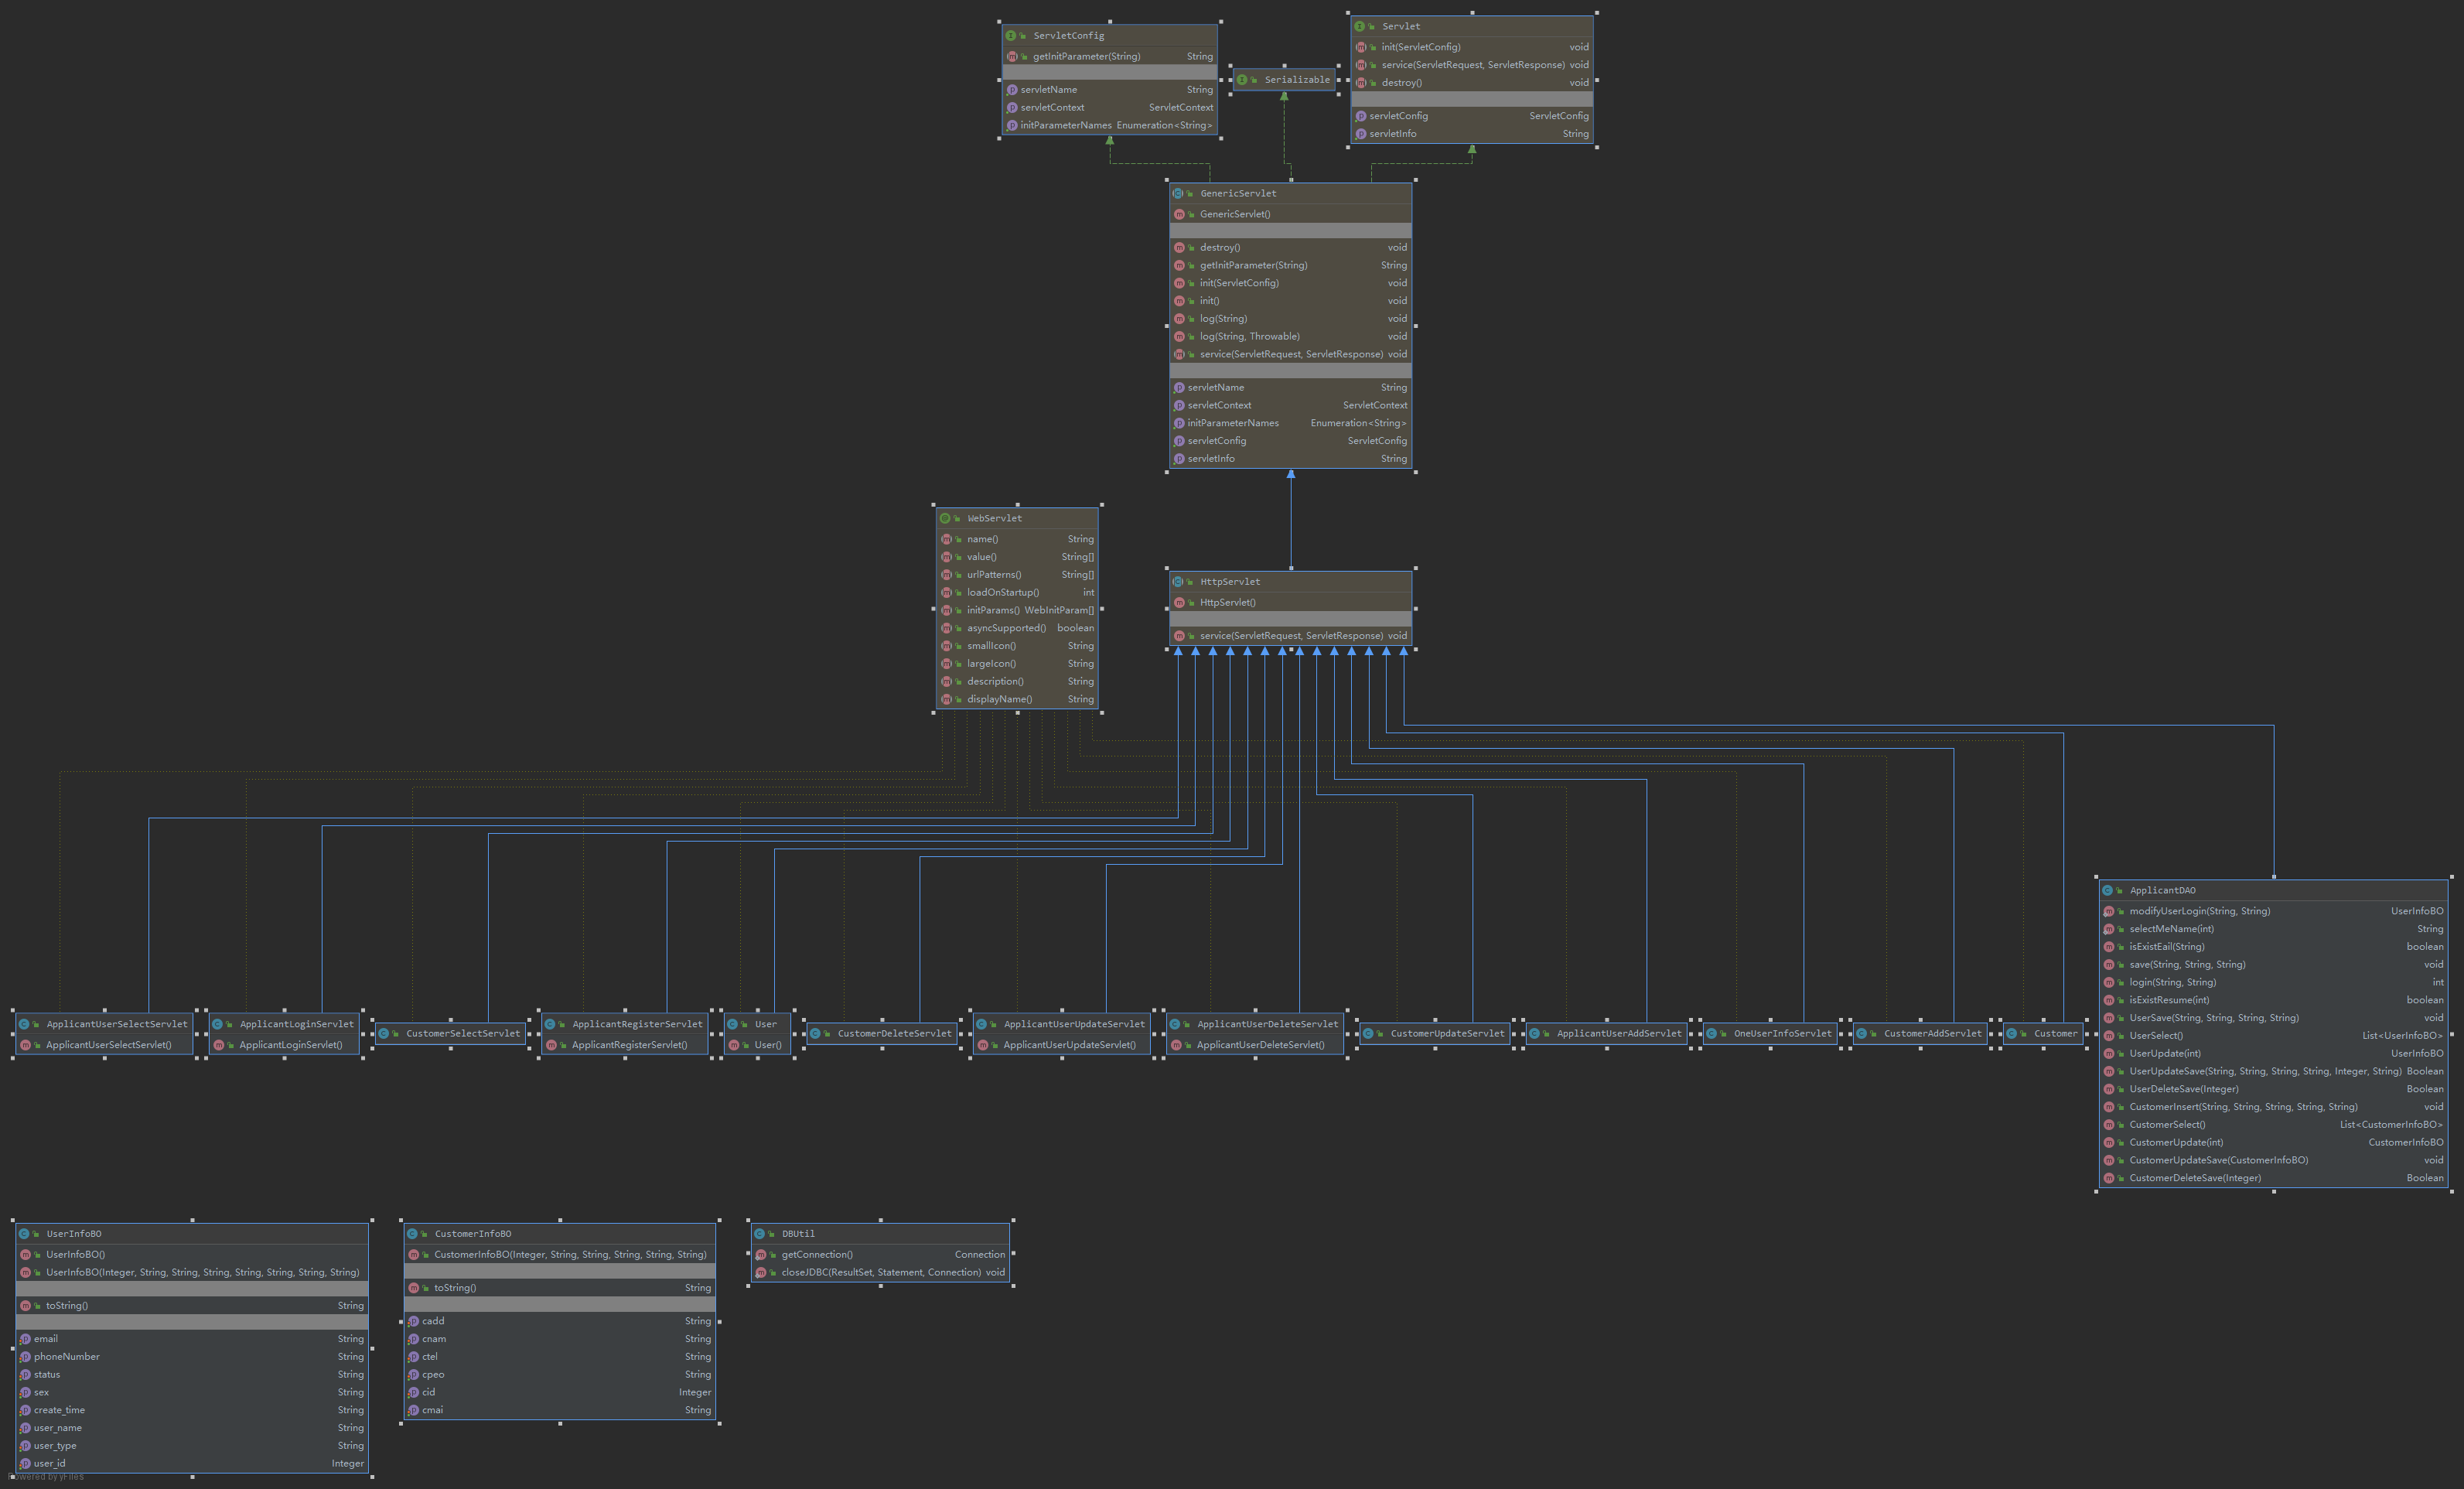 ServletConfig
getInitParameter(String) String
servletName String
servletContext ServletContext
initParameterNames Enumeration<String>
Serializable
Servlet
init(ServletConfig) void
service(ServletRequest, ServletResponse) void
destroy() void
servletConfig ServletConfig
servletInfo String
GenericServlet
GenericServlet()
destroy() void
getInitParameter(String) String
init(ServletConfig) void
init() void
log(String) void
log(String, Throwable) void
service(ServletRequest, ServletResponse) void
servletName String
servletContext ServletContext
initParameterNames Enumeration<String>
servletConfig ServletConfig
servletInfo String
WebServlet
name() String
value() String[]
urlPatterns() String[]
loadOnStartup() int
initParams() WebInitParam[]
asyncSupported() boolean
smallIcon() String
largeIcon() String
description() String
displayName() String
HttpServlet
HttpServlet()
service(ServletRequest, ServletResponse) void
ApplicantUserSelectServlet
ApplicantUserSelectServlet()
ApplicantLoginServlet
ApplicantLoginServlet()
CustomerSelectServlet
ApplicantRegisterServlet
ApplicantRegisterServlet()
User
User()
CustomerDeleteServlet
ApplicantUserUpdateServlet
ApplicantUserUpdateServlet()
ApplicantUserDeleteServlet
ApplicantUserDeleteServlet()
CustomerUpdateServlet
ApplicantUserAddServlet
OneUserInfoServlet
CustomerAddServlet
Customer
ApplicantDAO
modifyUserLogin(String, String) UserInfoBO
selectMeName(int) String
isExistEail(String) boolean
save(String, String, String) void
login(String, String) int
isExistResume(int) boolean
UserSave(String, String, String, String) void
UserSelect() List<UserInfoBO>
UserUpdate(int) UserInfoBO
UserUpdateSave(String, String, String, String, Integer, String) Boolean
UserDeleteSave(Integer) Boolean
CustomerInsert(String, String, String, String, String) void
CustomerSelect() List<CustomerInfoBO>
CustomerUpdate(int) CustomerInfoBO
CustomerUpdateSave(CustomerInfoBO) void
CustomerDeleteSave(Integer) Boolean
UserInfoBO
UserInfoBO()
UserInfoBO(Integer, String, String, String, String, String, String, String)
toString() String
email String
phoneNumber String
status String
sex String
create_time String
user_name String
user_type String
user_id Integer
Powered by yFiles
CustomerInfoBO
CustomerInfoBO(Integer, String, String, String, String, String)
toString() String
cadd String
cnam String
ctel String
cpeo String
cid Integer
cmai String
DBUtil
getConnection() Connection
closeJDBC(ResultSet, Statement, Connection) void